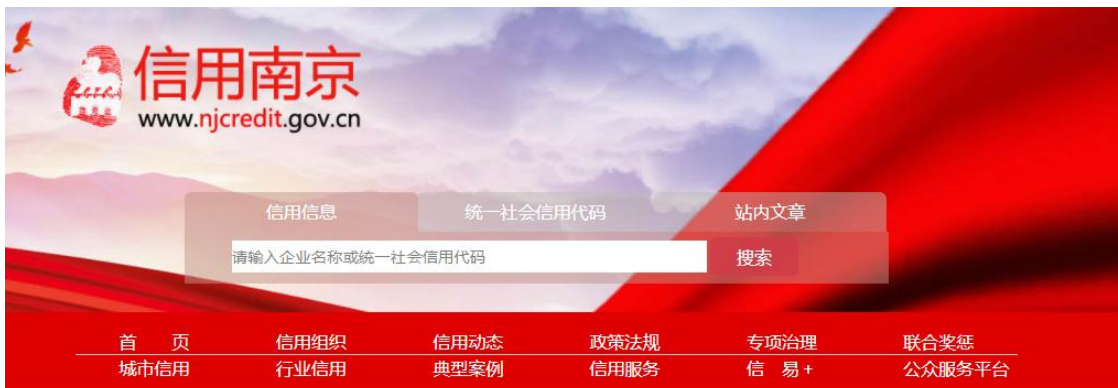 信用南京
www.njcredit.gov.cn
信用信息 统一社会信用代码 站内文章
请输入企业名称或统一社会信用代码 搜索
首 页 信用组织 信用动态 政策法规 专项治理 联合奖惩
城市信用 行业信用 典型案例 信用服务 信 易+ 公众服务平台